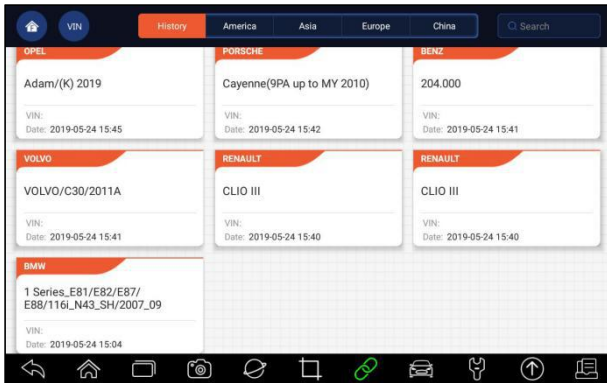 VIN
History
America
Asia
Europe
China
Search
OPEL
Adam/(K) 2019
VIN:
Date: 2019-05-24 15:45
PORSCHE
Cayenne(9PA up to MY 2010)
VIN:
Date: 2019-05-24 15:42
BENZ
204.000
VIN:
Date: 2019-05-24 15:41
VOLVO
VOLVO/C30/2011A
VIN:
Date: 2019-05-24 15:41
RENAULT
CLIO III
VIN:
Date: 2019-05-24 15:40
RENAULT
CLIO III
VIN:
Date: 2019-05-24 15:40
BMW
1 Series_E81/E82/E87/
E88/116i_N43_SH/2007_09
VIN:
Date: 2019-05-24 15:04